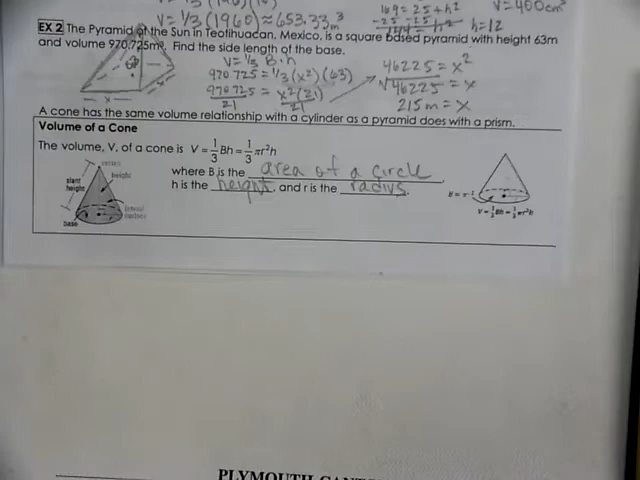 V = 1/3 (1960) ≈ 653.33 m³
169 = 25 + h²
-25 -25
144 = h² h = 12
V = 400 cm³
EX 2 The Pyramid of the Sun in Teotihuacan, Mexico, is a square based pyramid with height 63m
and volume 970,725m³. Find the side length of the base.
V = 1/3 B·h
970 725 = 1/3 (x²)(63)
970725 = x²(21)
21 21
46225 = x²
√46225 = x
215 m = x
x
A cone has the same volume relationship with a cylinder as a pyramid does with a prism.
Volume of a Cone
The volume, V, of a cone is V = 1/3 Bh = 1/3 πr²h
where B is the area of a circle
h is the height, and r is the radius.
slant
height
vertex
height
base
V = 1/3 Bh = 1/3 πr²h